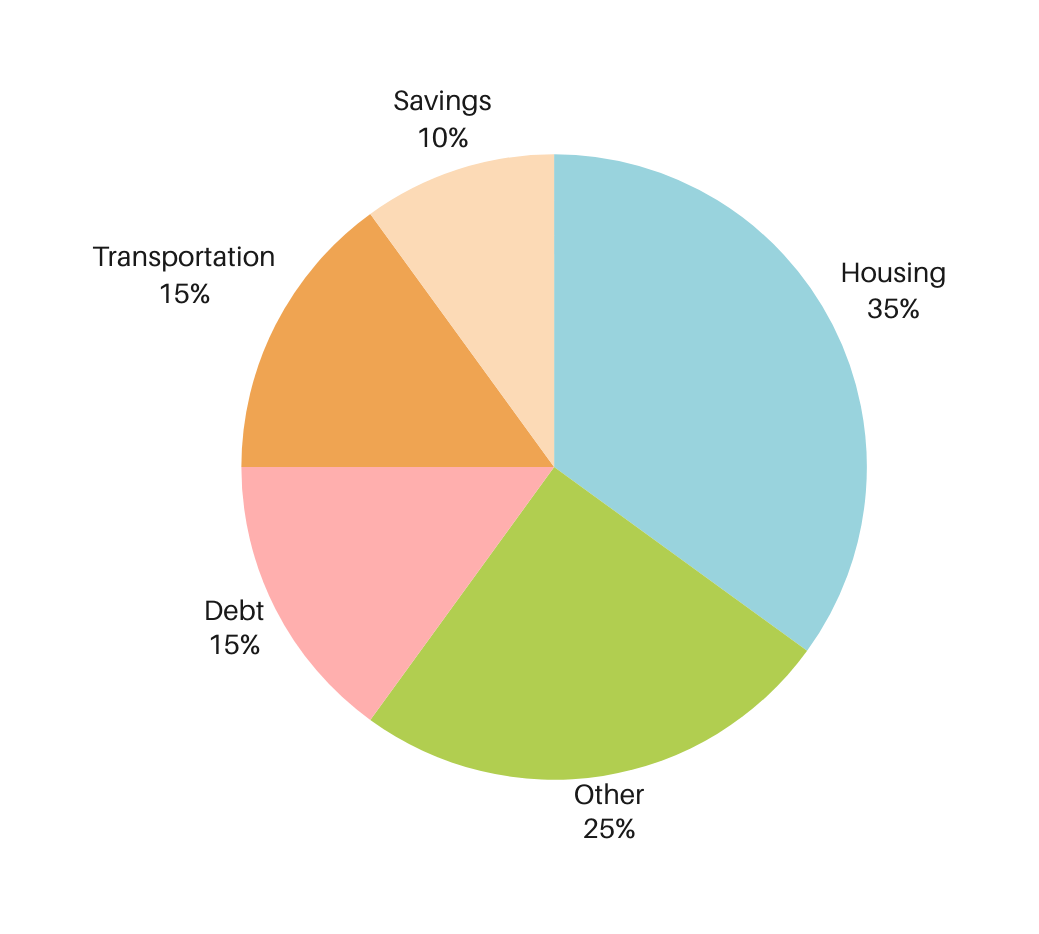 Savings
10%
Transportation
15%
Housing
35%
Debt
15%
Other
25%